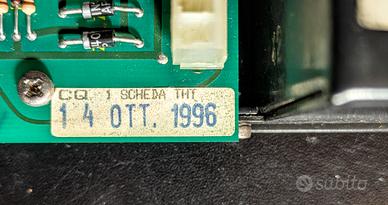 C.Q. 1 SCHEDA THT
1 4 OTT. 1996
subito